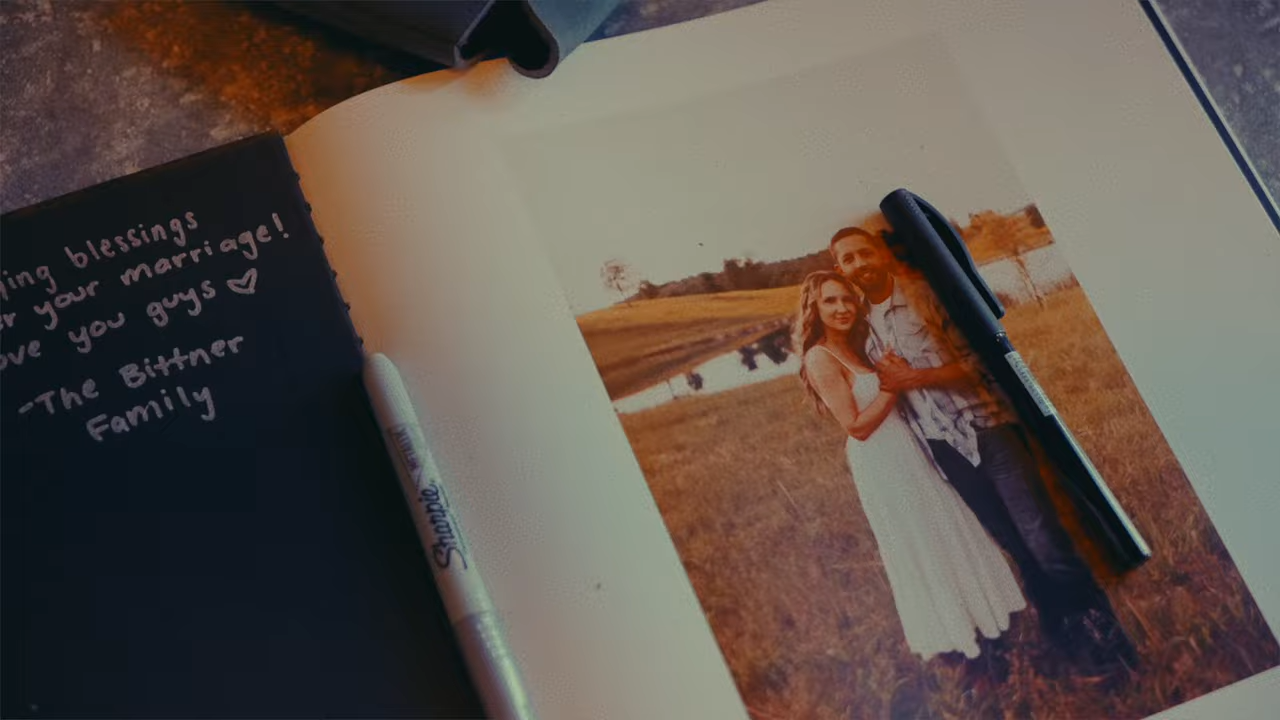 blessings
your marriage!
you guys ♡
-The Bittner
Family
Sharpie